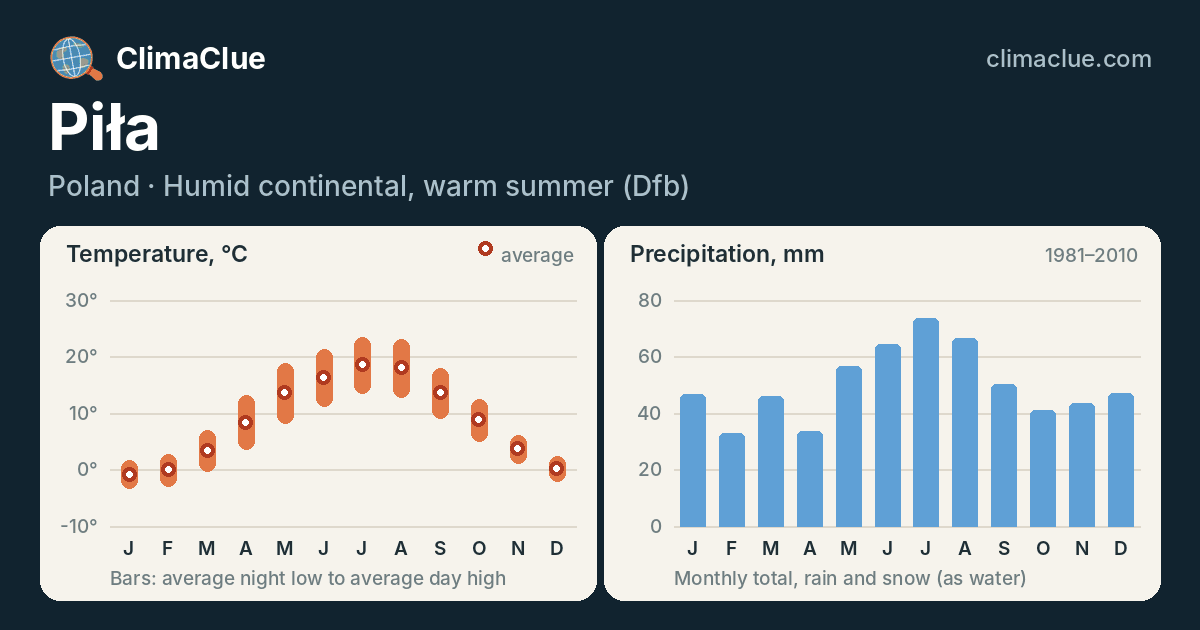 ClimaClue
climaclue.com
Piła
Poland · Humid continental, warm summer (Dfb)
Temperature, °C
average
30°
20°
10°
0°
-10°
J F M A M J J A S O N D
Bars: average night low to average day high
Precipitation, mm
1981–2010
80
60
40
20
0
J F M A M J J A S O N D
Monthly total, rain and snow (as water)